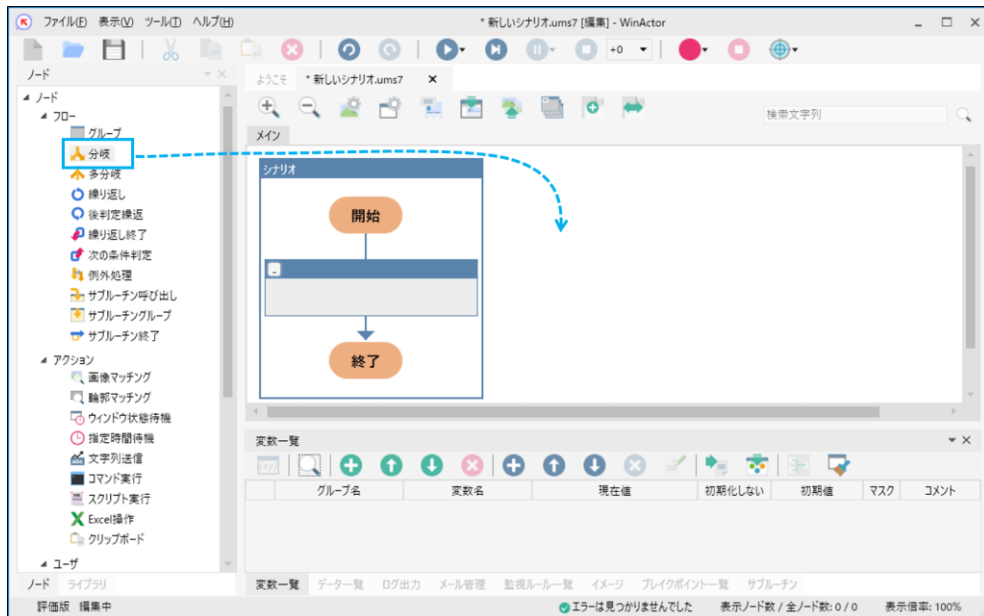 ファイル(F) 表示(V) ツール(T) ヘルプ(H)
* 新しいシナリオ.ums7 [編集] - WinActor
+0
ノード
ノード
フロー
グループ
分岐
多分岐
繰り返し
後判定繰返
繰り返し終了
次の条件判定
例外処理
サブルーチン呼び出し
サブルーチングループ
サブルーチン終了
アクション
画像マッチング
輪郭マッチング
ウィンドウ状態待機
指定時間待機
文字列送信
コマンド実行
スクリプト実行
Excel操作
クリップボード
ユーザ
ノード ライブラリ
ようこそ * 新しいシナリオ.ums7
検索文字列
メイン
シナリオ
開始
終了
変数一覧
グループ名 変数名 現在値 初期化しない 初期値 マスク コメント
変数一覧 データ一覧 ログ出力 メール管理 監視ルール一覧 イメージ ブレイクポイント一覧 サブルーチン
評価版 編集中
エラーは見つかりませんでした 表示ノード数 / 全ノード数: 0 / 0 表示倍率: 100%